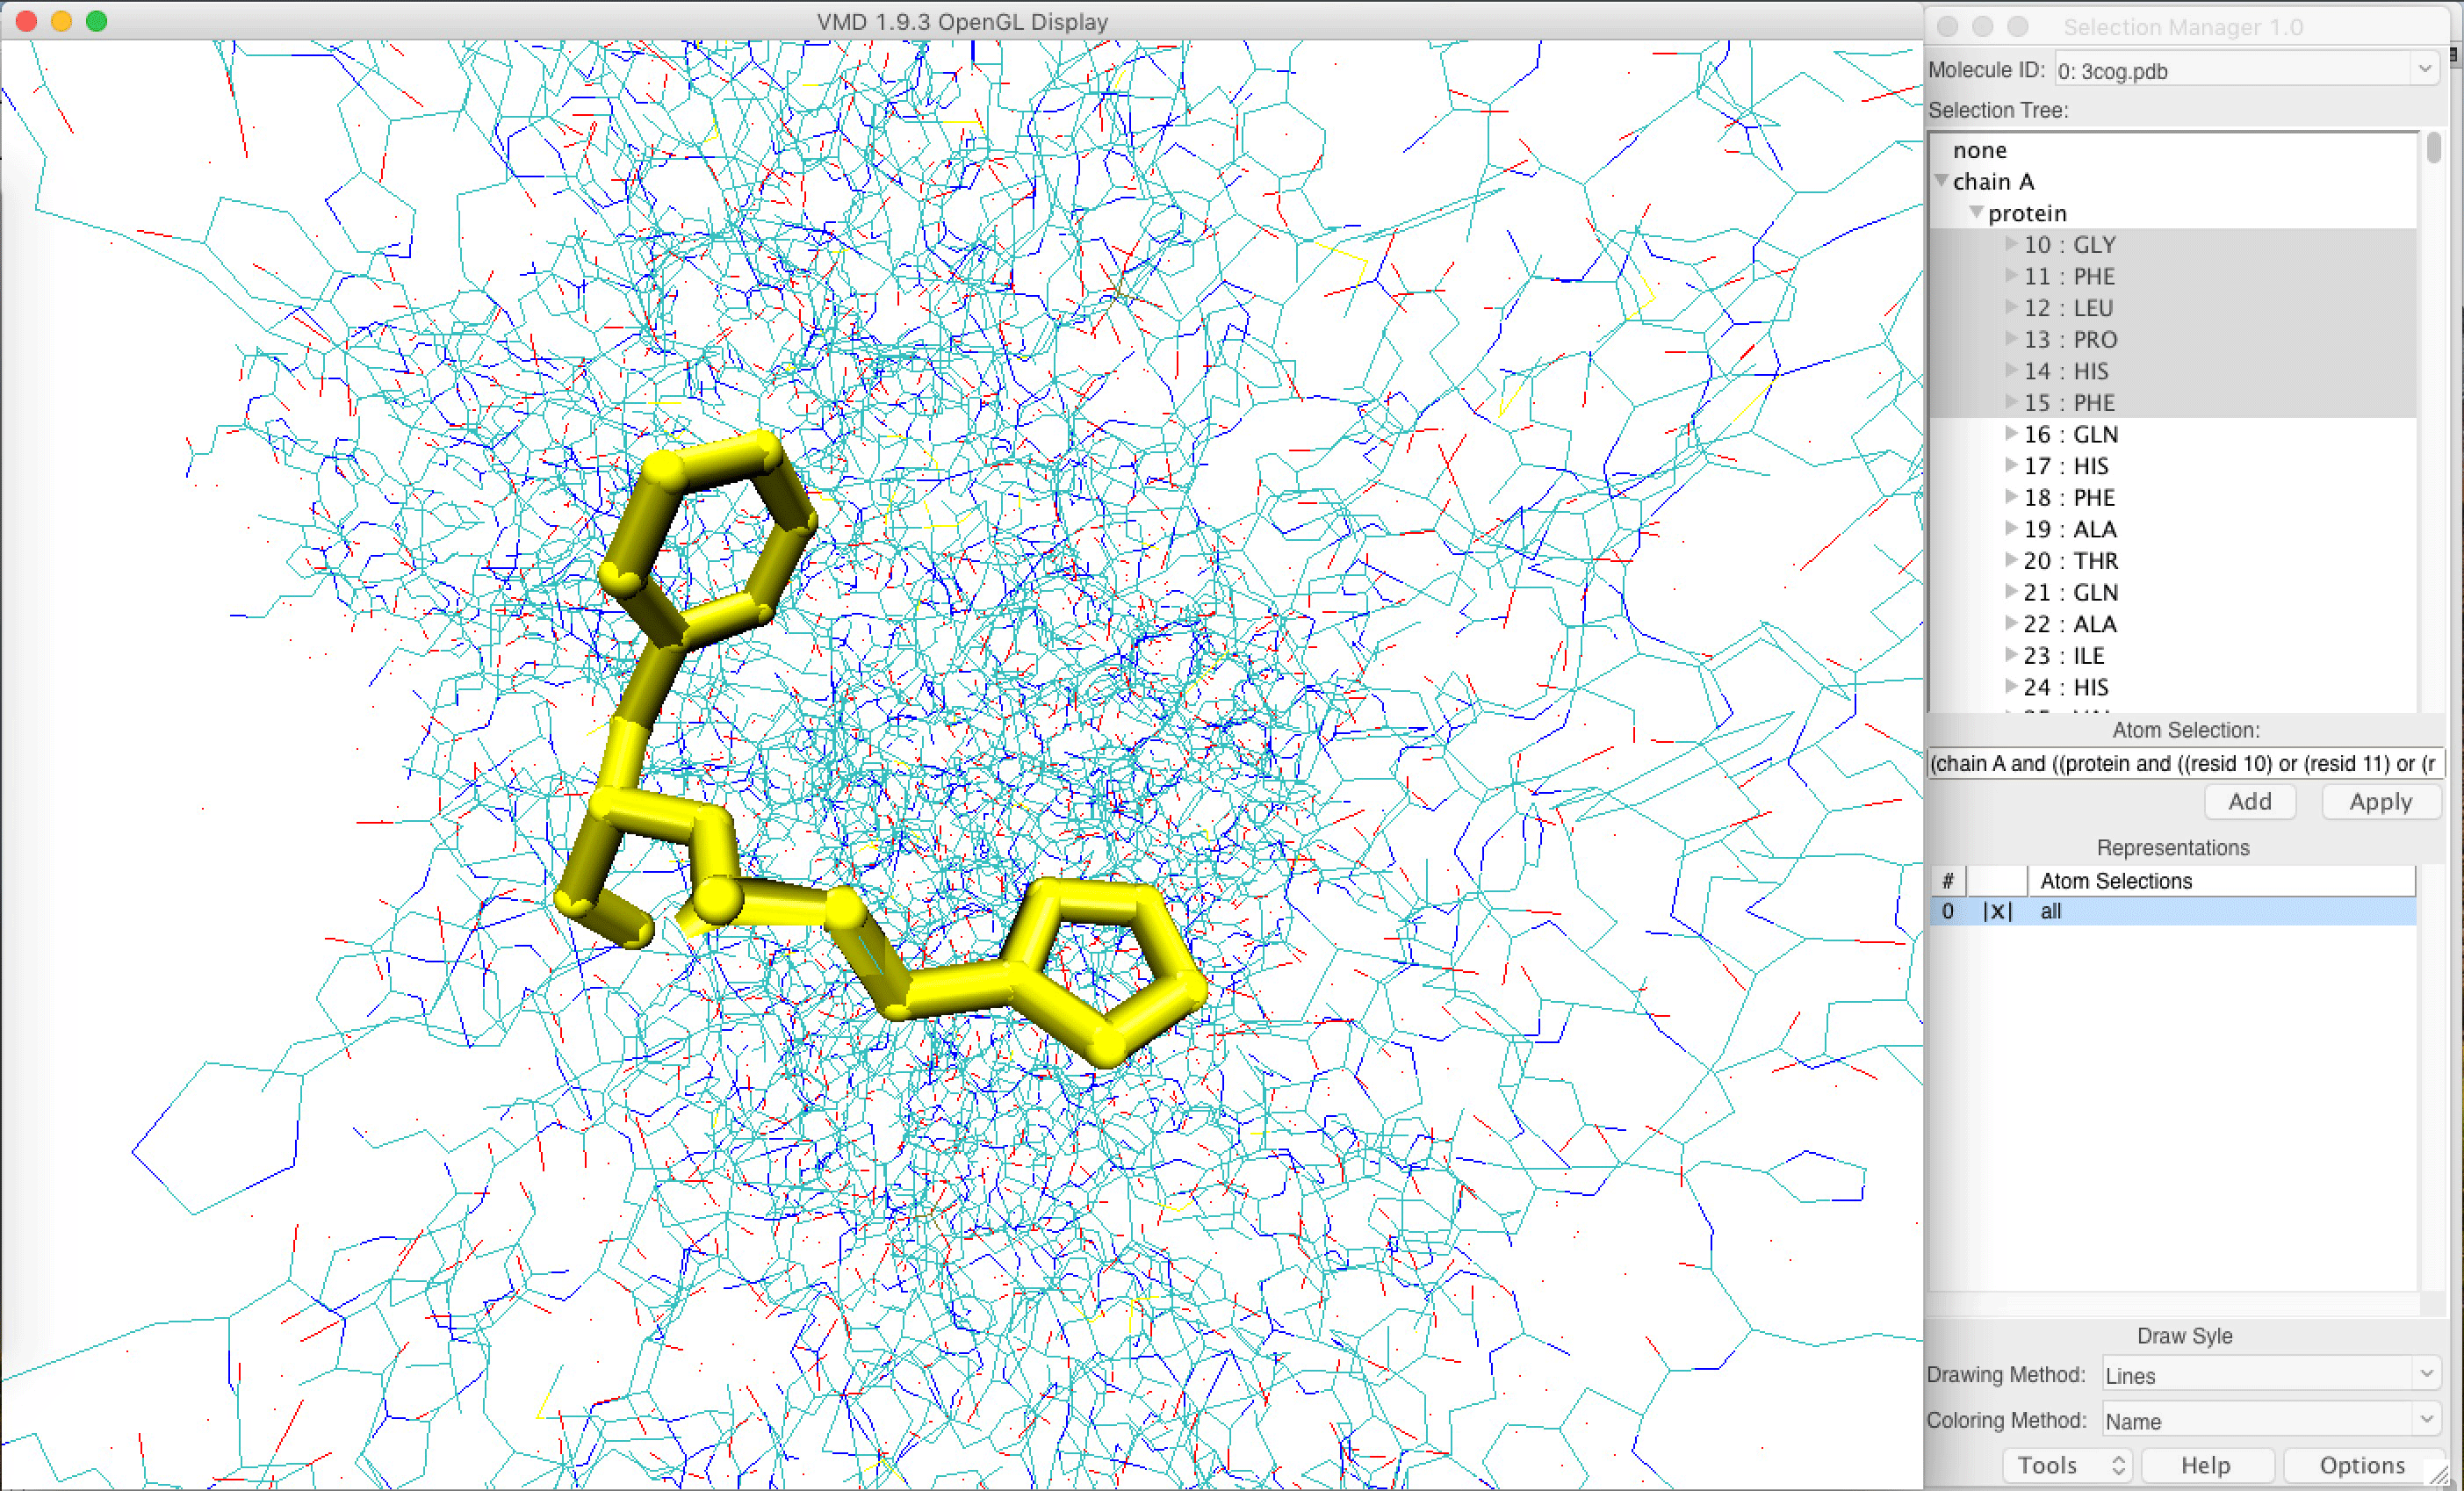 VMD 1.9.3 OpenGL Display
Selection Manager 1.0
Molecule ID: 0: 3cog.pdb
Selection Tree:
none
chain A
protein
10 : GLY
11 : PHE
12 : LEU
13 : PRO
14 : HIS
15 : PHE
16 : GLN
17 : HIS
18 : PHE
19 : ALA
20 : THR
21 : GLN
22 : ALA
23 : ILE
24 : HIS
Atom Selection:
(chain A and ((protein and ((resid 10) or (resid 11) or (r
Add Apply
Representations
# Atom Selections
0 |x| all
Draw Syle
Drawing Method: Lines
Coloring Method: Name
Tools Help Options